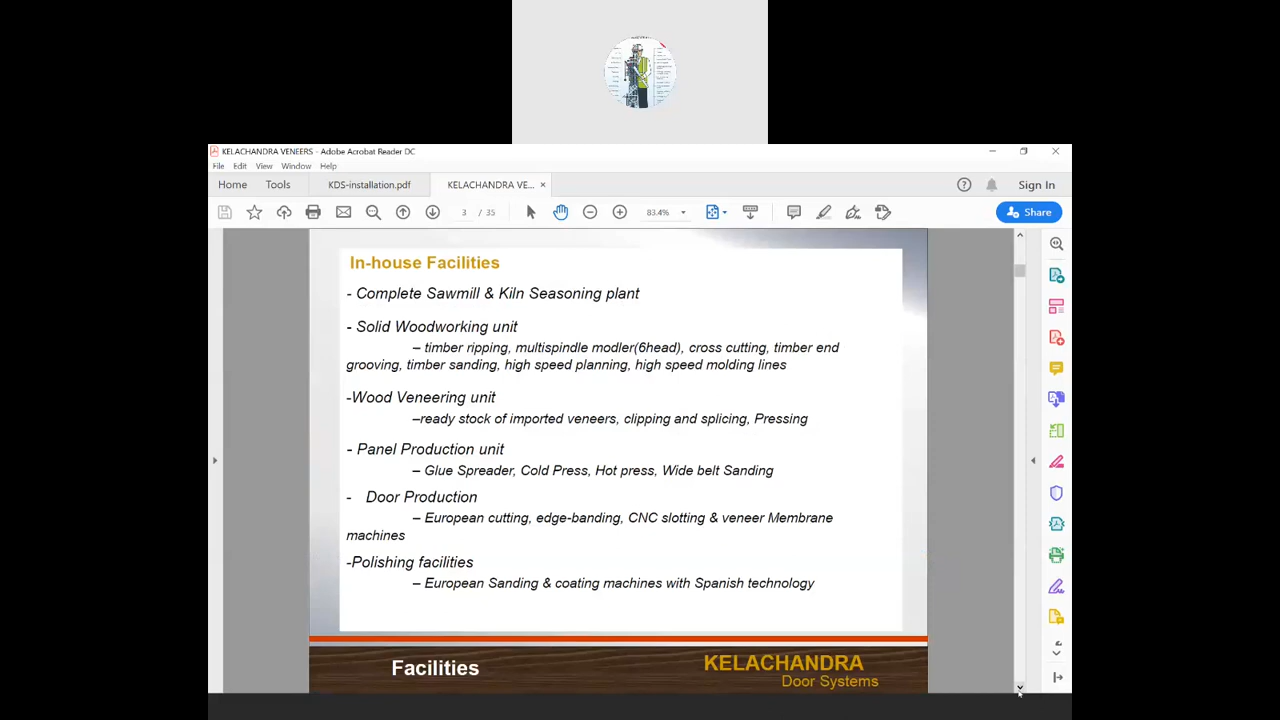 KELACHANDRA VENEERS - Adobe Acrobat Reader DC
File Edit View Window Help
Home Tools KDS-installation.pdf KELACHANDRA VE... × Sign In
3 / 35 83.4% Share
In-house Facilities
- Complete Sawmill & Kiln Seasoning plant
- Solid Woodworking unit
– timber ripping, multispindle modler(6head), cross cutting, timber end
grooving, timber sanding, high speed planning, high speed molding lines
-Wood Veneering unit
–ready stock of imported veneers, clipping and splicing, Pressing
- Panel Production unit
– Glue Spreader, Cold Press, Hot press, Wide belt Sanding
- Door Production
– European cutting, edge-banding, CNC slotting & veneer Membrane
machines
-Polishing facilities
– European Sanding & coating machines with Spanish technology
Facilities
KELACHANDRA
Door Systems